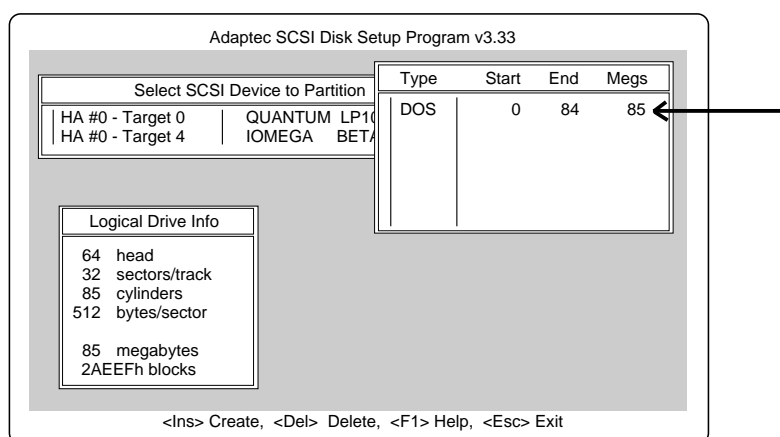 Adaptec SCSI Disk Setup Program v3.33
Select SCSI Device to Partition
HA #0 - Target 0 QUANTUM LP10
HA #0 - Target 4 IOMEGA BETA
Type Start End Megs
DOS 0 84 85
Logical Drive Info
64 head
32 sectors/track
85 cylinders
512 bytes/sector
85 megabytes
2AEEFh blocks
<Ins> Create, <Del> Delete, <F1> Help, <Esc> Exit